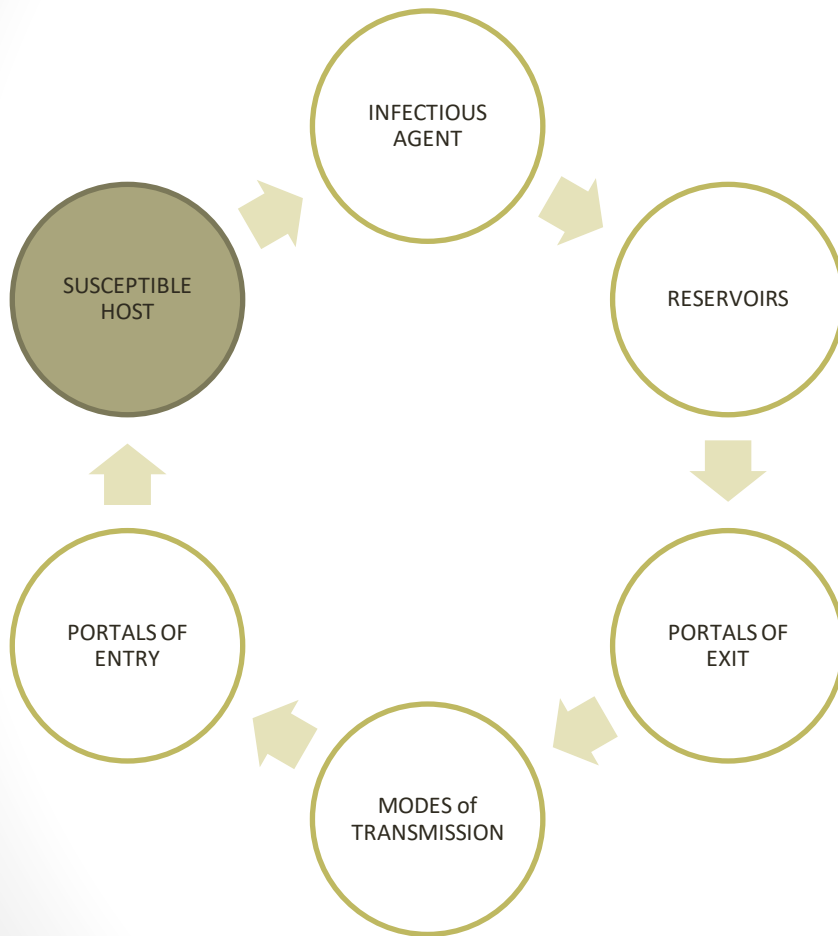 INFECTIOUS
AGENT
RESERVOIRS
PORTALS OF
EXIT
MODES of
TRANSMISSION
PORTALS OF
ENTRY
SUSCEPTIBLE
HOST